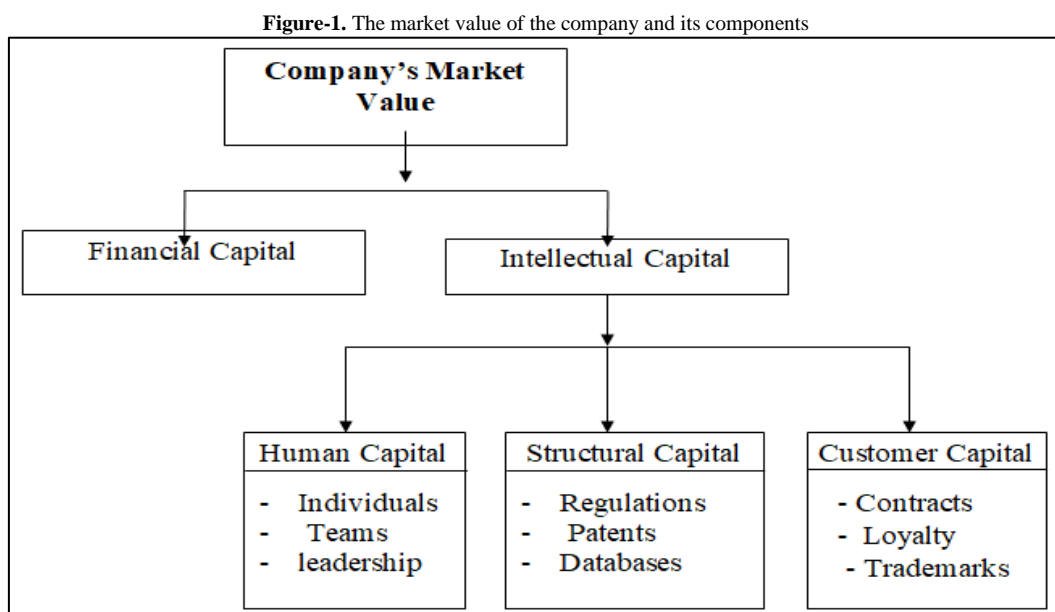 Figure-1. The market value of the company and its components
Company's Market
Value
Financial Capital
Intellectual Capital
Human Capital
- Individuals
- Teams
- leadership
Structural Capital
- Regulations
- Patents
- Databases
Customer Capital
- Contracts
- Loyalty
- Trademarks